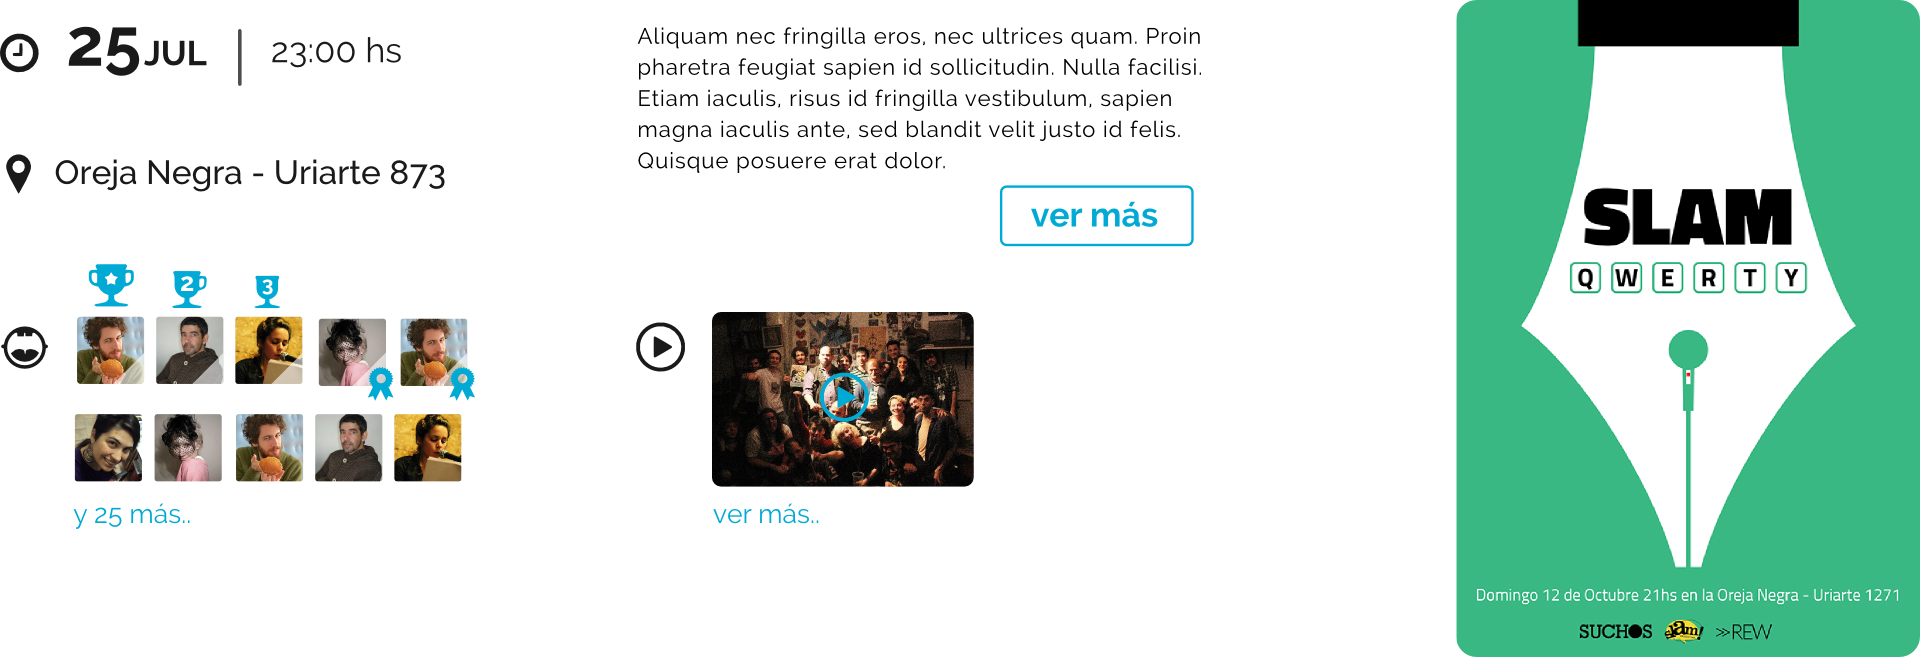 25 JUL | 23:00 hs
Oreja Negra - Uriarte 873
2
3
y 25 más..
Aliquam nec fringilla eros, nec ultrices quam. Proin
pharetra feugiat sapien id sollicitudin. Nulla facilisi.
Etiam iaculis, risus id fringilla vestibulum, sapien
magna iaculis ante, sed blandit velit justo id felis.
Quisque posuere erat dolor.
ver más
ver más..
SLAM
QWERTY
Domingo 12 de Octubre 21hs en la Oreja Negra - Uriarte 1271
SUCHOS slam! >>REW